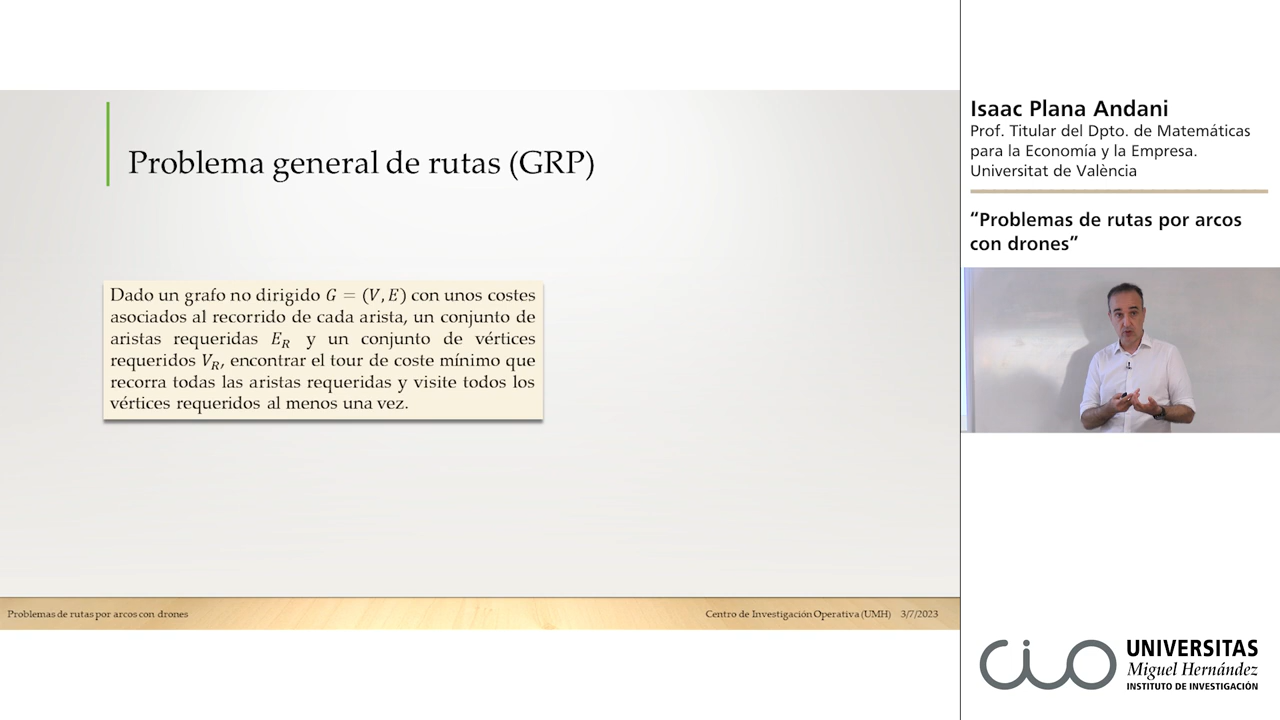 Problema general de rutas (GRP)
Dado un grafo no dirigido G = (V, E) con unos costes
asociados al recorrido de cada arista, un conjunto de
aristas requeridas E_R y un conjunto de vértices
requeridos V_R, encontrar el tour de coste mínimo que
recorra todas las aristas requeridas y visite todos los
vértices requeridos al menos una vez.
Problemas de rutas por arcos con drones
Centro de Investigación Operativa (UMH) 3/7/2023
Isaac Plana Andani
Prof. Titular del Dpto. de Matemáticas
para la Economía y la Empresa.
Universitat de València
“Problemas de rutas por arcos
con drones”
cio
UNIVERSITAS
Miguel Hernández
INSTITUTO DE INVESTIGACIÓN